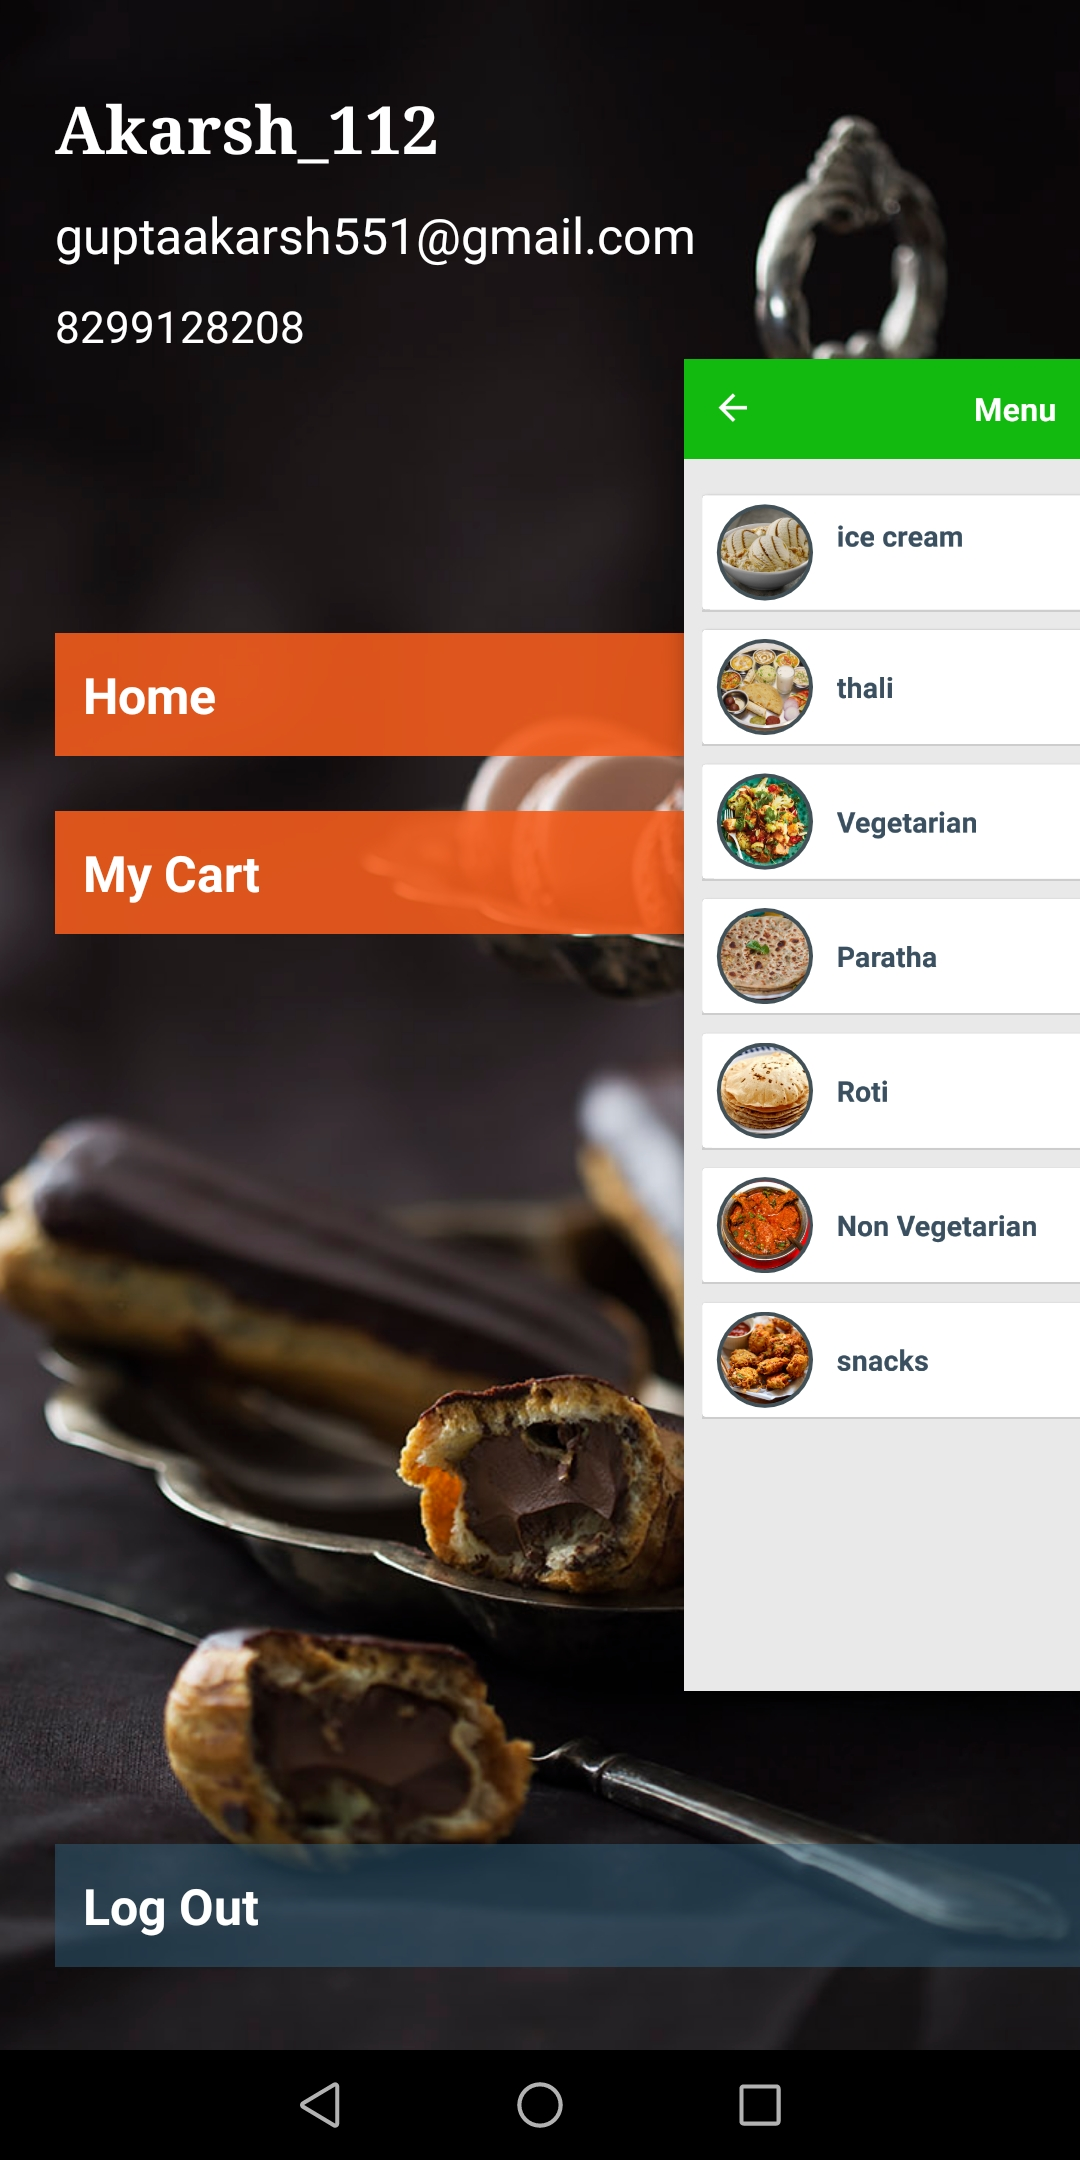 Akarsh_112
guptaakarsh551@gmail.com
8299128208
Menu
ice cream
thali
Home
Vegetarian
My Cart
Paratha
Roti
Non Vegetarian
snacks
Log Out